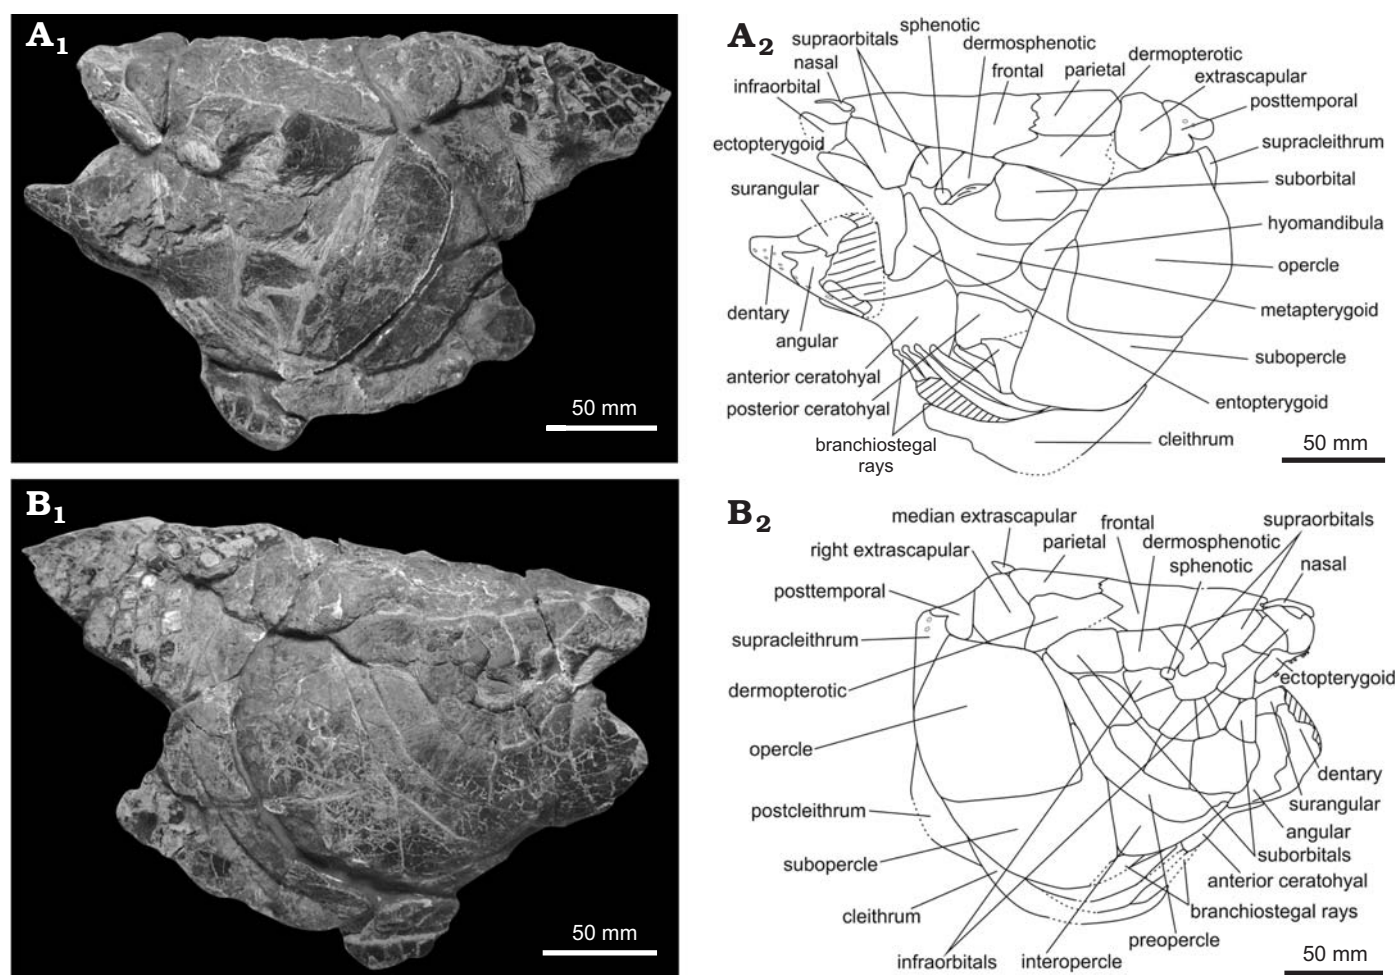 A1
50 mm
A2
sphenotic
supraorbitals
dermosphenotic
nasal
frontal
parietal
dermopterotic
infraorbital
extrascapular
posttemporal
ectopterygoid
supracleithrum
surangular
suborbital
hyomandibula
opercle
dentary
metapterygoid
angular
subopercle
anterior ceratohyal
posterior ceratohyal
entopterygoid
branchiostegal
rays
cleithrum
50 mm
B1
50 mm
B2
median extrascapular
frontal
supraorbitals
right extrascapular
parietal
dermosphenotic
sphenotic
nasal
posttemporal
supracleithrum
ectopterygoid
dermopterotic
opercle
dentary
postcleithrum
surangular
angular
subopercle
suborbitals
anterior ceratohyal
cleithrum
branchiostegal rays
preopercle
infraorbitals
interopercle
50 mm